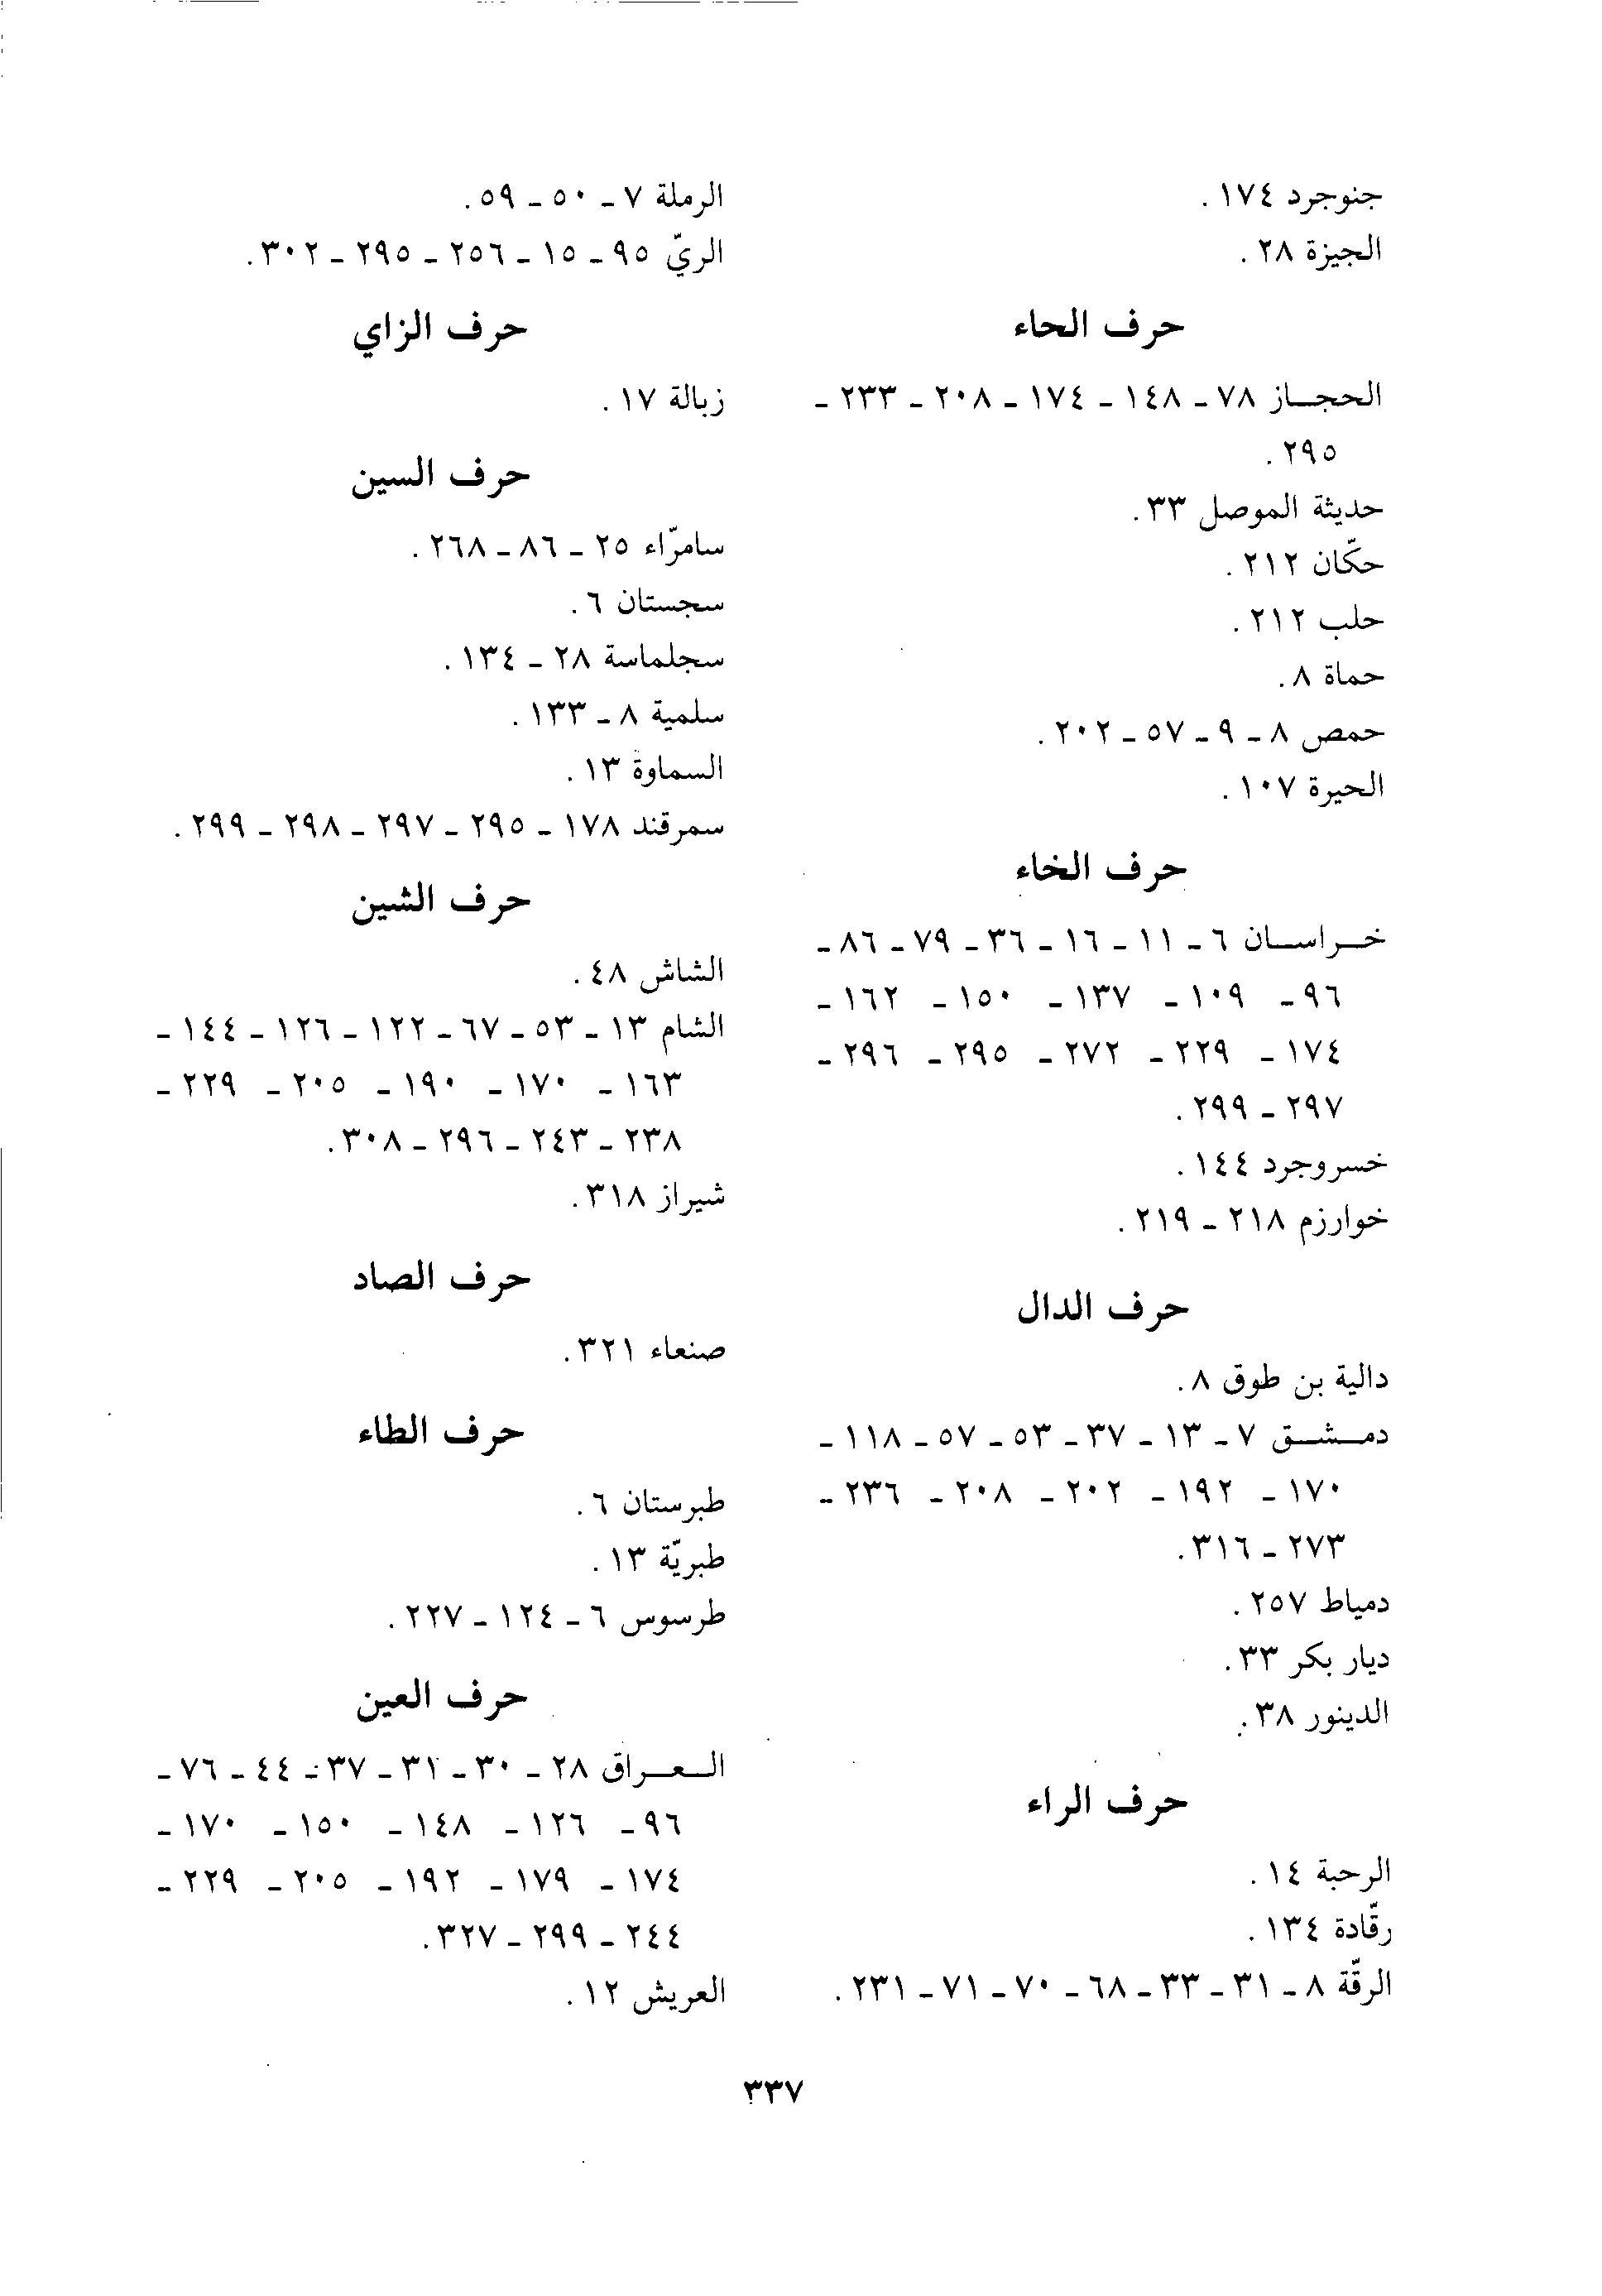 جنوجرد ١٧٤.
الجيزة ٢٨.
حرف الحاء
الحجاز ٧٨ ـ ١٤٨ ـ ١٧٤ ـ ٢٠٨ ـ ٢٣٣ ـ
٢٩٥.
حديثة الموصل ٣٣.
حكّان ٢١٢.
حلب ٢١٢.
حماة ٨.
حمص ٨ ـ ٩ ـ ٥٧ ـ ٢٠٢.
الحيرة ١٠٧.
حرف الخاء
خراسان ٦ ـ ١١ ـ ١٦ ـ ٣٦ ـ ٧٩ ـ ٨٦ ـ
٩٦ ـ ١٠٩ ـ ١٣٧ ـ ١٥٠ ـ ١٦٢ ـ
١٧٤ ـ ٢٢٩ ـ ٢٧٢ ـ ٢٩٥ ـ ٢٩٦ ـ
٢٩٧ ـ ٢٩٩.
خسروجرد ١٤٤.
خوارزم ٢١٨ ـ ٢١٩.
حرف الدال
دالية بن طوق ٨.
دمشق ٧ ـ ١٣ ـ ٣٧ ـ ٥٣ ـ ٥٧ ـ ١١٨ ـ
١٧٠ ـ ١٩٢ ـ ٢٠٢ ـ ٢٠٨ ـ ٢٣٦ ـ
٢٧٣ ـ ٣١٦.
دمياط ٢٥٧.
ديار بكر ٣٣.
الدينور ٣٨.
حرف الراء
الرحبة ١٤.
رقّادة ١٣٤.
الرقّة ٨ ـ ٣١ ـ ٣٣ ـ ٦٨ ـ ٧٠ ـ ٧١ ـ ٢٣١.
الرملة ٧ ـ ٥٠ ـ ٥٩.
الريّ ٩٥ ـ ١٥ ـ ٢٥٦ ـ ٢٩٥ ـ ٣٠٢.
حرف الزاي
زبالة ١٧.
حرف السين
سامرّاء ٢٥ ـ ٨٦ ـ ٢٦٨.
سجستان ٦.
سجلماسة ٢٨ ـ ١٣٤.
سلمية ٨ ـ ١٣٣.
السماوة ١٣.
سمرقند ١٧٨ ـ ٢٩٥ ـ ٢٩٧ ـ ٢٩٨ ـ ٢٩٩.
حرف الشين
الشاش ٤٨.
الشام ١٣ ـ ٥٣ ـ ٦٧ ـ ١٢٢ ـ ١٢٦ ـ ١٤٤ ـ
١٦٣ ـ ١٧٠ ـ ١٩٠ ـ ٢٠٥ ـ ٢٢٩ ـ
٢٣٨ ـ ٢٤٣ ـ ٢٩٦ ـ ٣٠٨.
شيراز ٣١٨.
حرف الصاد
صنعاء ٣٢١.
حرف الطاء
طبرستان ٦.
طبريّة ١٣.
طرسوس ٦ ـ ١٢٤ ـ ٢٢٧.
حرف العين
العراق ٢٨ ـ ٣٠ ـ ٣١ ـ ٣٧ ـ ٤٤ ـ ٧٦ ـ
٩٦ ـ ١٢٦ ـ ١٤٨ ـ ١٥٠ ـ ١٧٠ ـ
١٧٤ ـ ١٧٩ ـ ١٩٢ ـ ٢٠٥ ـ ٢٢٩ ـ
٢٤٤ ـ ٢٩٩ ـ ٣٢٧.
العريش ١٢.
٣٣٧